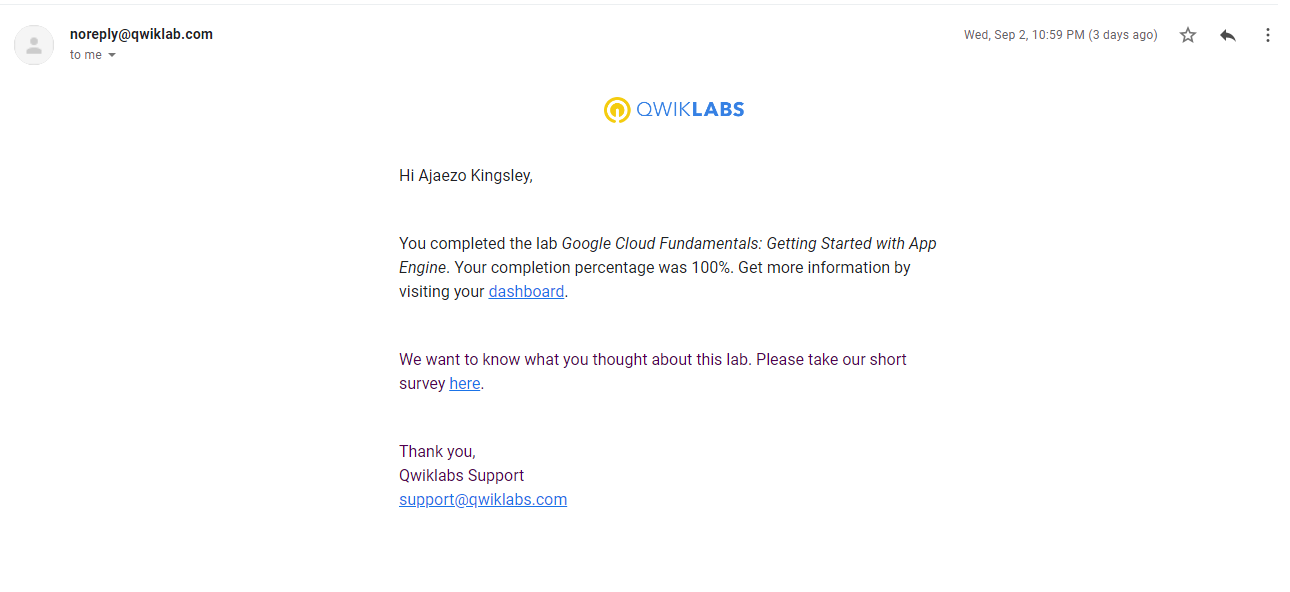 noreply@qwiklab.com
Wed, Sep 2, 10:59 PM (3 days ago)
to me
QWIKLABS
Hi Ajaezo Kingsley,
You completed the lab Google Cloud Fundamentals: Getting Started with App
Engine. Your completion percentage was 100%. Get more information by
visiting your dashboard.
We want to know what you thought about this lab. Please take our short
survey here.
Thank you,
Qwiklabs Support
support@qwiklabs.com